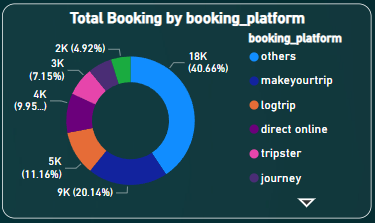 Total Booking by booking_platform
booking_platform
2K (4.92%)
18K
(40.66%)
3K
(7.15%)
4K
(9.95...)
5K
(11.16%)
9K (20.14%)
others
makeyourtrip
logtrip
direct online
tripster
journey